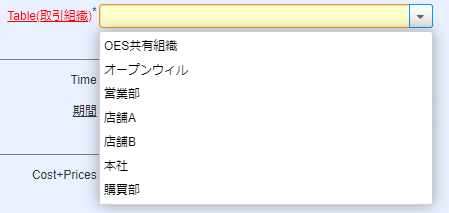 Table(取引組織)*
OES共有組織
オープンウィル
営業部
店舗A
店舗B
本社
購買部
Time
期間
Cost+Prices